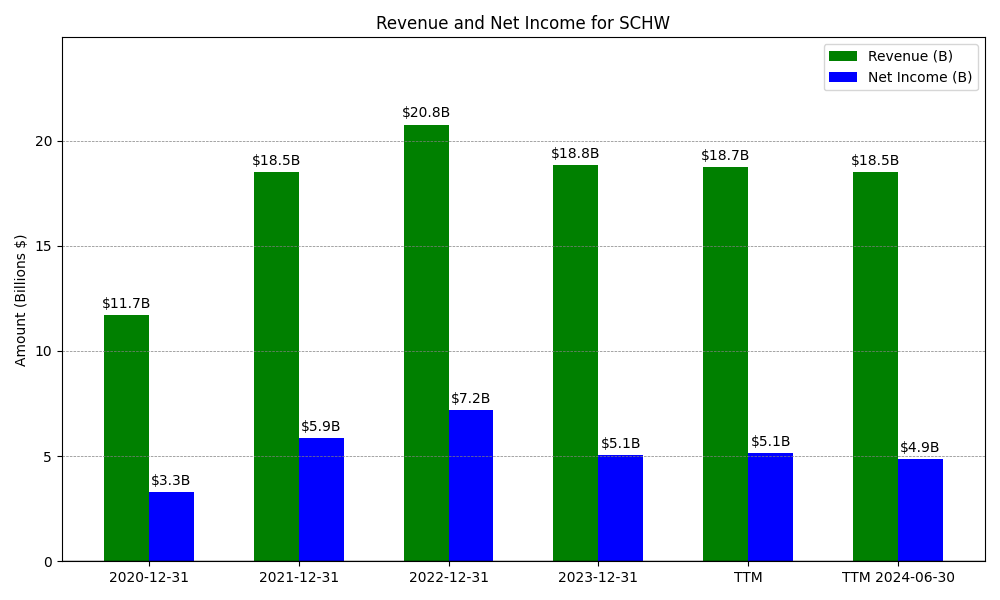 Revenue and Net Income for SCHW
Revenue (B)
Net Income (B)
Amount (Billions $)
20
15
10
5
0
$11.7B
$3.3B
$18.5B
$5.9B
$20.8B
$7.2B
$18.8B
$5.1B
$18.7B
$5.1B
$18.5B
$4.9B
2020-12-31
2021-12-31
2022-12-31
2023-12-31
TTM
TTM 2024-06-30